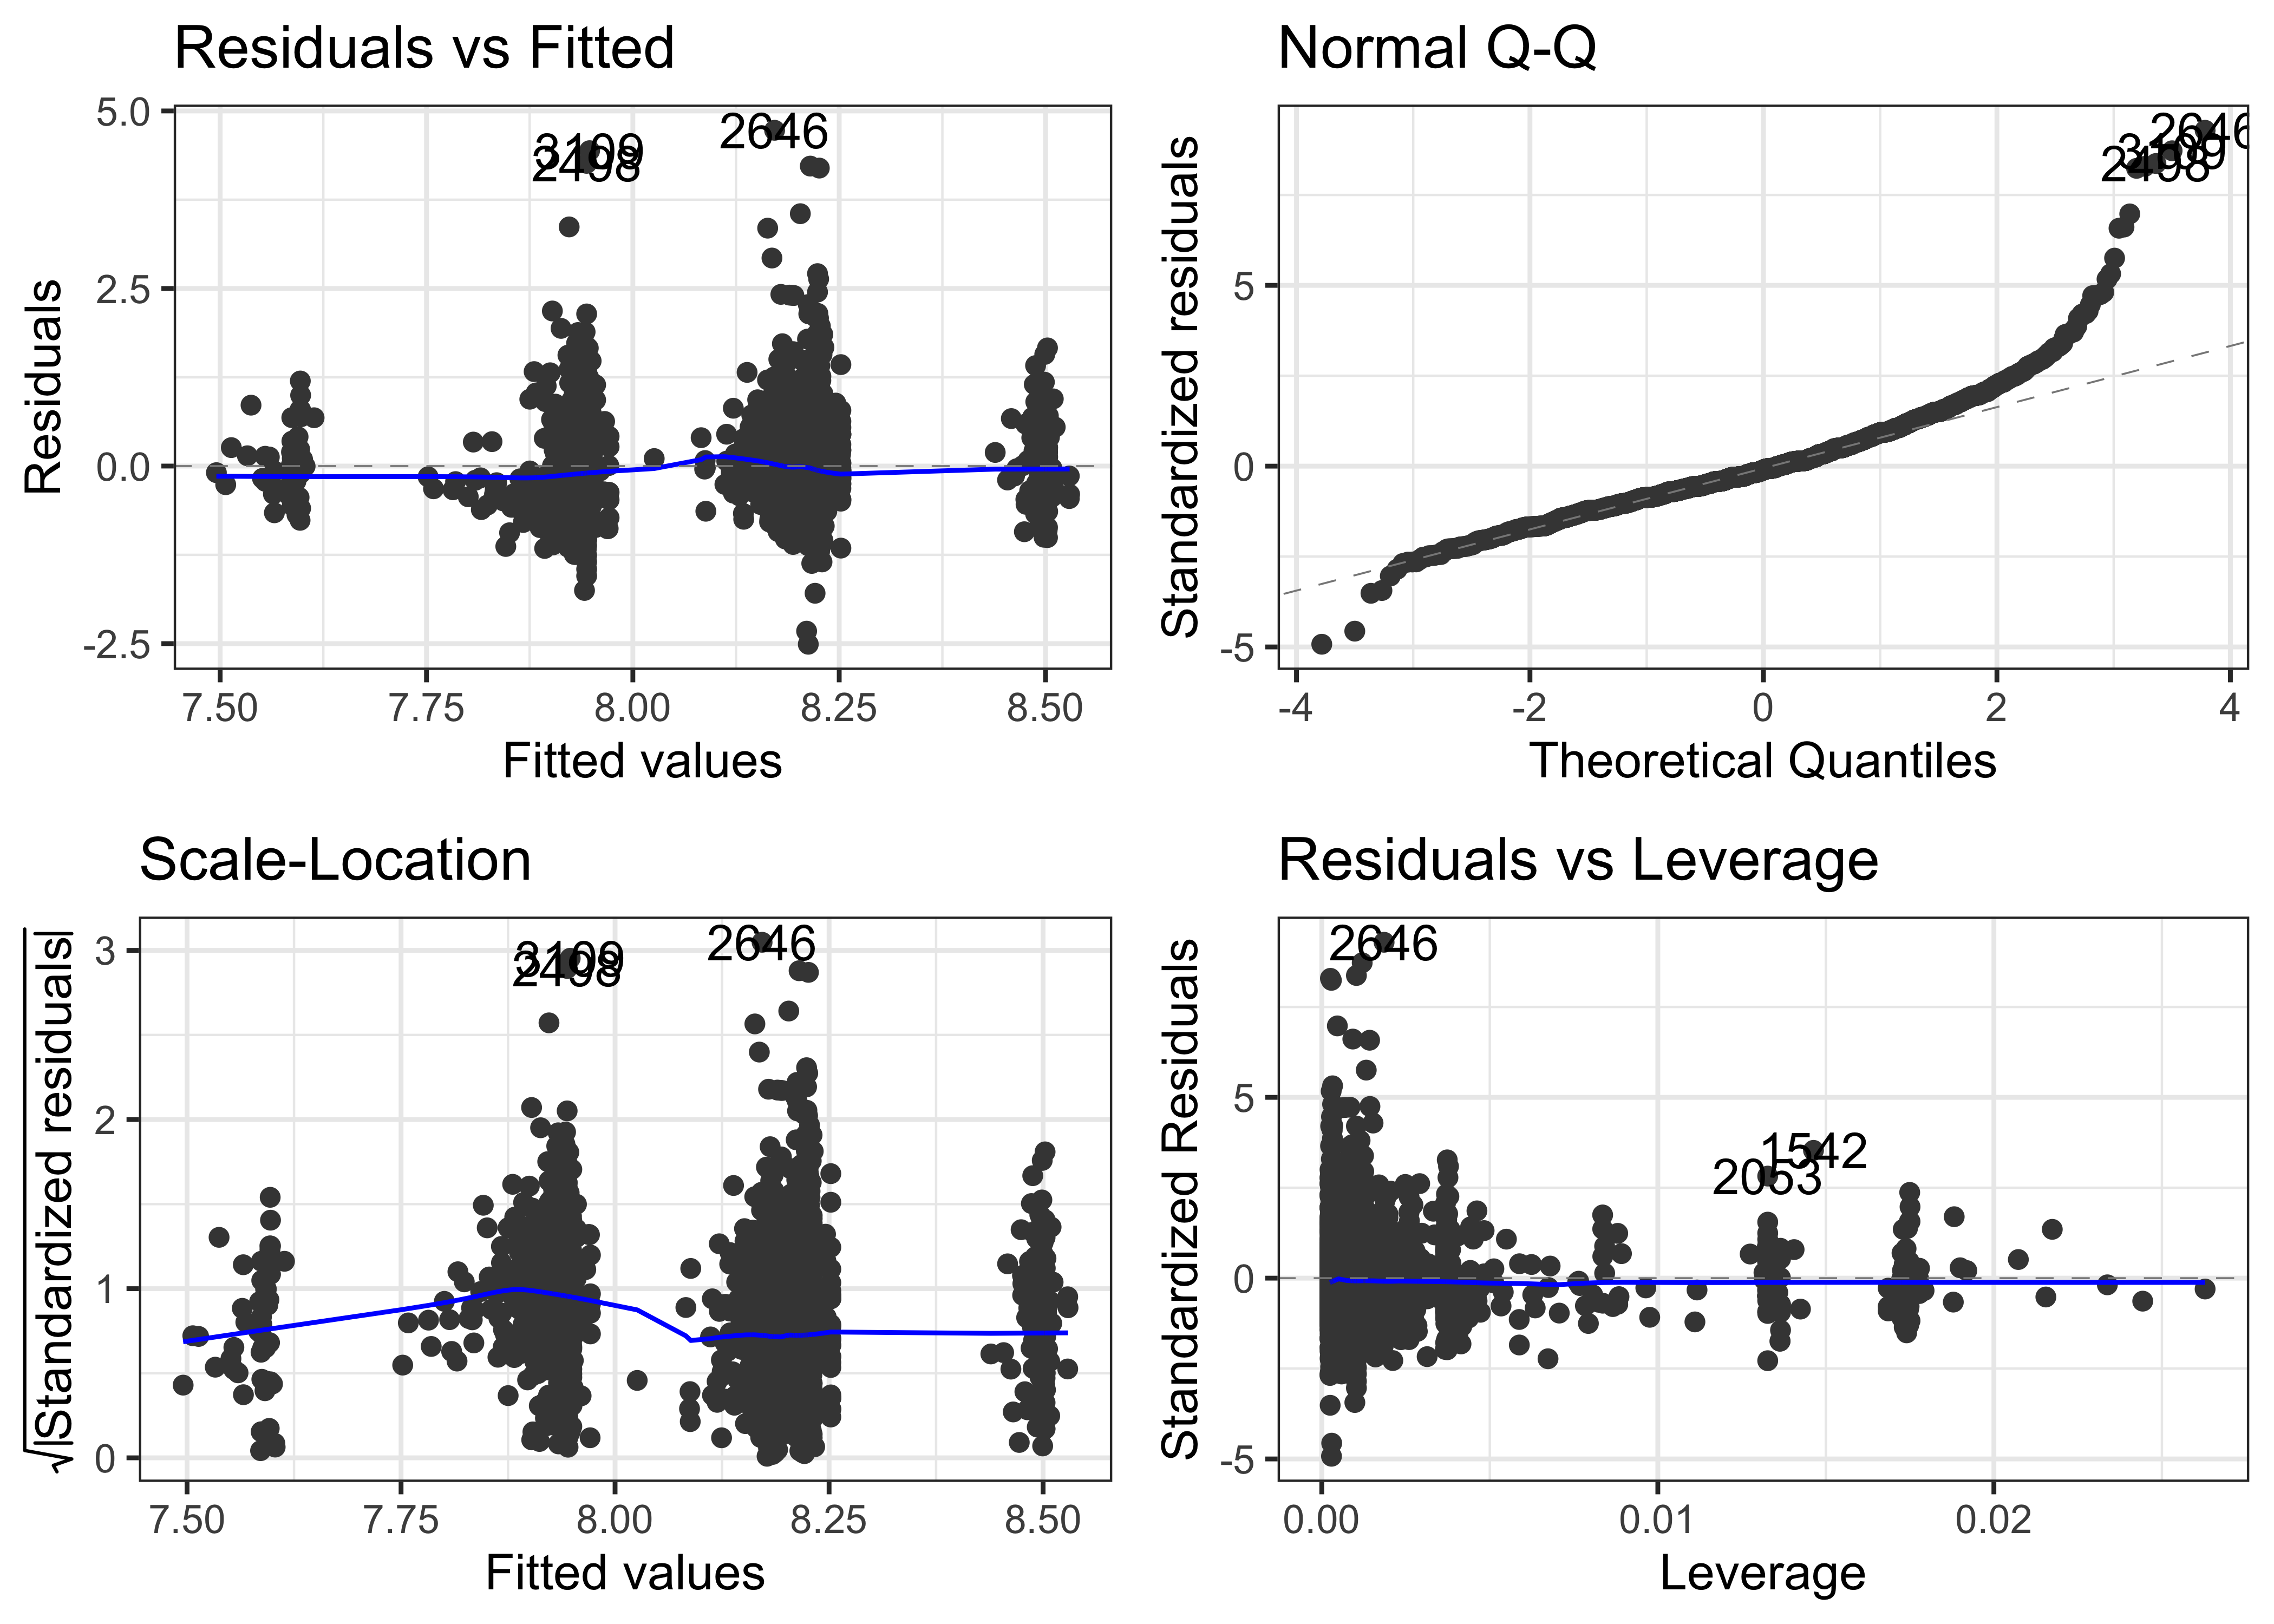 Residuals vs Fitted
5.0
2.5
0.0
-2.5
Residuals
2646
3109
2498
7.50 7.75 8.00 8.25 8.50
Fitted values
Normal Q-Q
5
0
-5
Standardized residuals
2646
3109
2498
-4 -2 0 2 4
Theoretical Quantiles
Scale-Location
3
2
1
0
√|Standardized residuals|
2646
3109
2498
7.50 7.75 8.00 8.25 8.50
Fitted values
Residuals vs Leverage
5
0
-5
Standardized Residuals
2646
1542
2053
0.00 0.01 0.02
Leverage